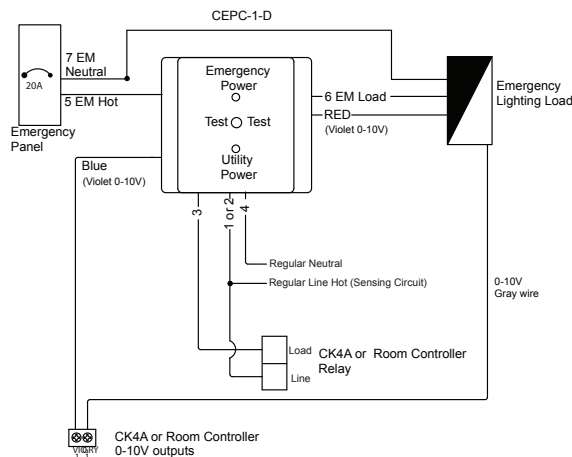 CEPC-1-D
7 EM
Neutral
20A
5 EM Hot
Emergency
Panel
Emergency
Power
Test
Test
Utility
Power
6 EM Load
RED
(Violet 0-10V)
Emergency
Lighting Load
Blue
(Violet 0-10V)
3
1 or 2
4
Regular Neutral
Regular Line Hot (Sensing Circuit)
0-10V
Gray wire
Load
Line
CK4A or Room Controller
Relay
CK4A or Room Controller
0-10V outputs